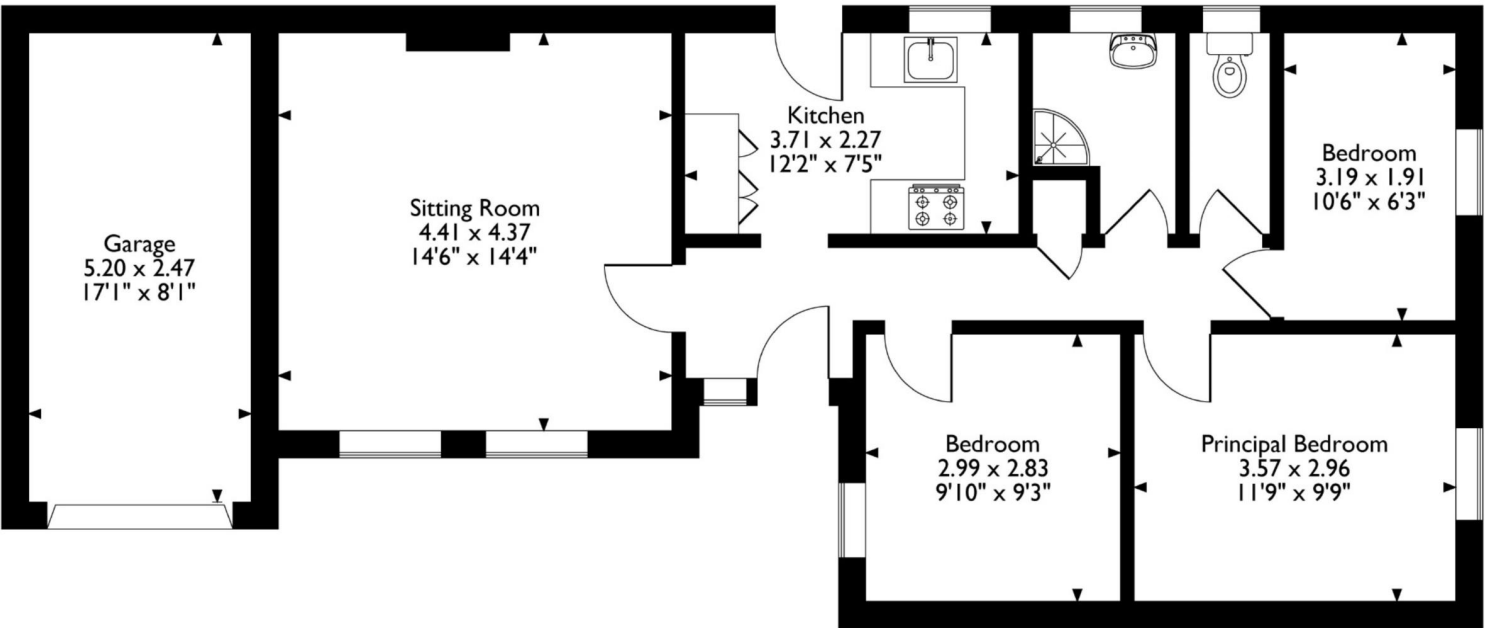 Garage
5.20 x 2.47
17'1" x 8'1"
Sitting Room
4.41 x 4.37
14'6" x 14'4"
Kitchen
3.71 x 2.27
12'2" x 7'5"
Bedroom
3.19 x 1.91
10'6" x 6'3"
Bedroom
2.99 x 2.83
9'10" x 9'3"
Principal Bedroom
3.57 x 2.96
11'9" x 9'9"